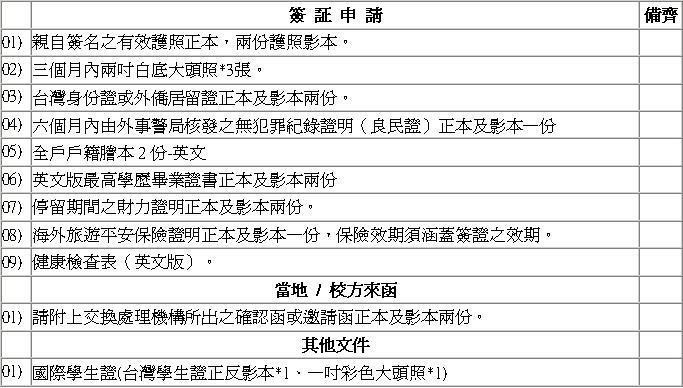 簽 証 申 請 備齊
01) 親自簽名之有效護照正本，兩份護照影本。
02) 三個月內兩吋白底大頭照*3張。
03) 台灣身份證或外僑居留證正本及影本兩份。
04) 六個月內由外事警局核發之無犯罪紀錄證明（良民證）正本及影本一份
05) 全戶戶籍謄本 2 份-英文
06) 英文版最高學歷畢業證書正本及影本兩份
07) 停留期間之財力證明正本及影本兩份。
08) 海外旅遊平安保險證明正本及影本一份，保險效期須涵蓋簽證之效期。
09) 健康檢查表（英文版）。
當地 / 校方來函
01) 請附上交換處理機構所出之確認函或邀請函正本及影本兩份。
其他文件
01) 國際學生證(台灣學生證正反影本*1、一吋彩色大頭照*1)